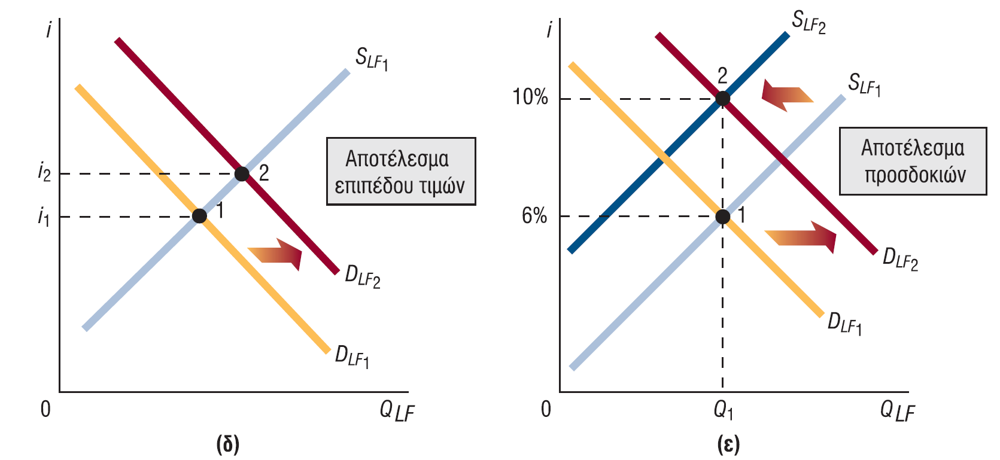 i
S_LF1
i2
i1
2
1
Αποτέλεσμα
επιπέδου τιμών
D_LF2
D_LF1
0
Q_LF
(δ)
i
S_LF2
S_LF1
10%
2
6%
1
Αποτέλεσμα
προσδοκιών
D_LF2
D_LF1
0
Q1
Q_LF
(ε)